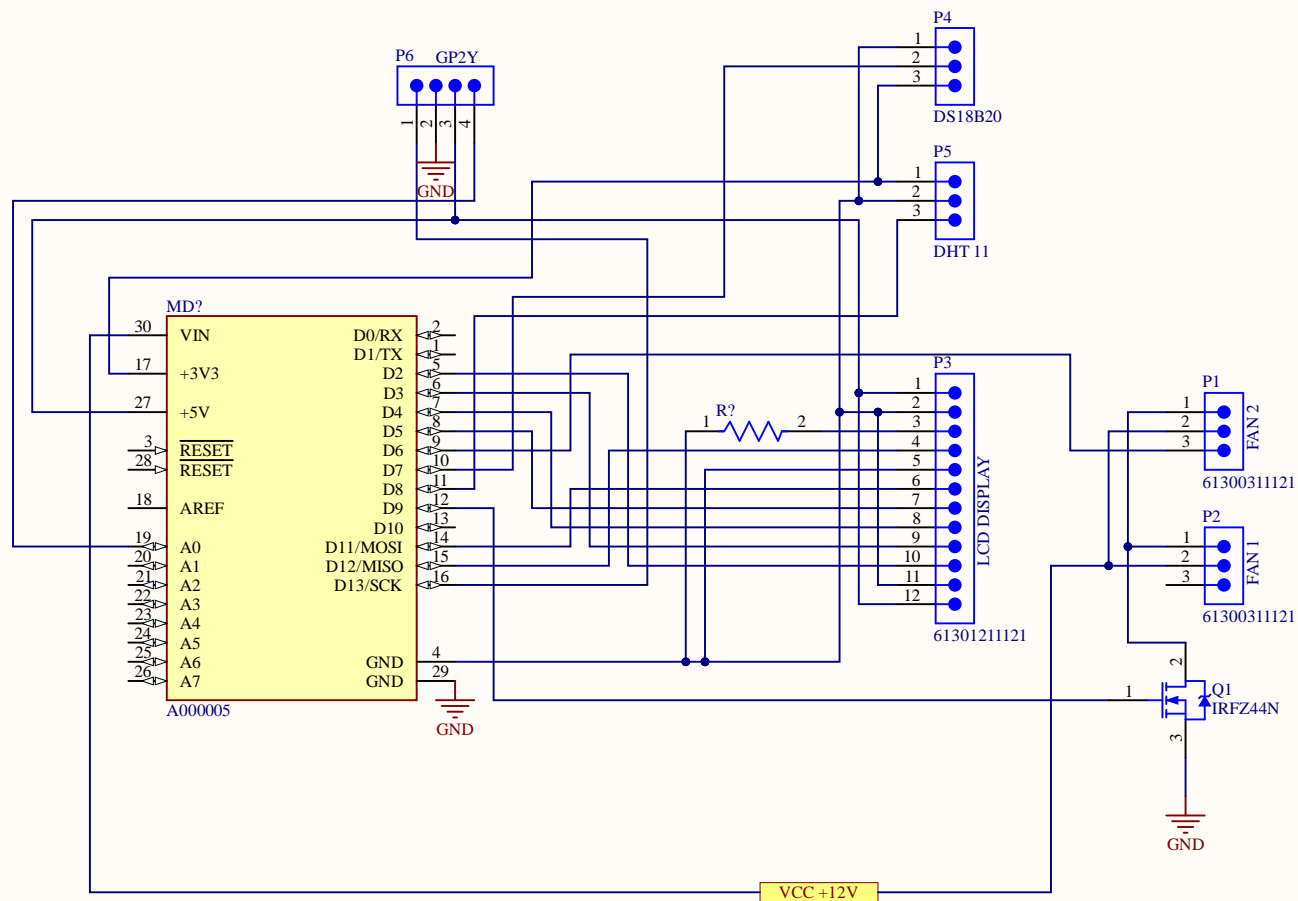 P4
1
2
3
DS18B20
P6 GP2Y
1
2
3
4
GND
P5
1
2
3
DHT 11
MD?
30 VIN
17 +3V3
27 +5V
3 RESET
28 RESET
18 AREF
19 A0
20 A1
21 A2
22 A3
23 A4
24 A5
25 A6
26 A7
D0/RX 2
D1/TX 1
D2 5
D3 6
D4 7
D5 8
D6 9
D7 10
D8 11
D9 12
D10 13
D11/MOSI 14
D12/MISO 15
D13/SCK 16
GND 4
GND 29
A000005
GND
R?
1 2
P3
1
2
3
4
5
6
7
8
9
10
11
12
LCD DISPLAY
61301211121
P1
1
2
3
FAN 2
61300311121
P2
1
2
3
FAN 1
61300311121
2
1
3
Q1
IRFZ44N
GND
VCC +12V